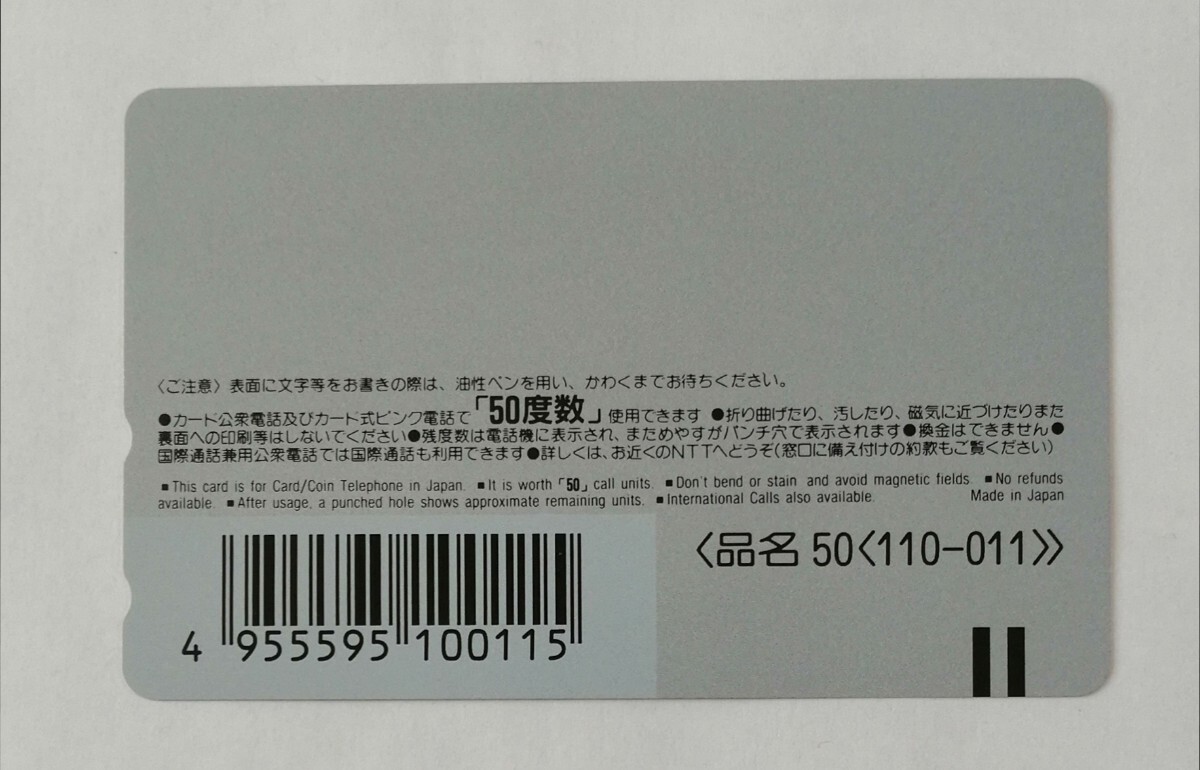 〈ご注意〉表面に文字等をお書きの際は、油性ペンを用い、かわくまでお待ちください。
●カード公衆電話及びカード式ピンク電話で「50度数」使用できます ●折り曲げたり、汚したり、磁気に近づけたりまた
裏面への印刷等はしないでください●残度数は電話機に表示され、まためやすがパンチ穴で表示されます●換金はできません●
国際通話兼用公衆電話では国際通話も利用できます●詳しくは、お近くのNTTへどうぞ(窓口に備え付けの約款もご覧ください)
■This card is for Card/Coin Telephone in Japan. ■It is worth「50」call units. ■Don't bend or stain and avoid magnetic fields. ■No refunds
available. ■After usage, a punched hole shows approximate remaining units. ■International Calls also available. Made in Japan
〈品名 50〈110-011〉〉
4 955595 100115